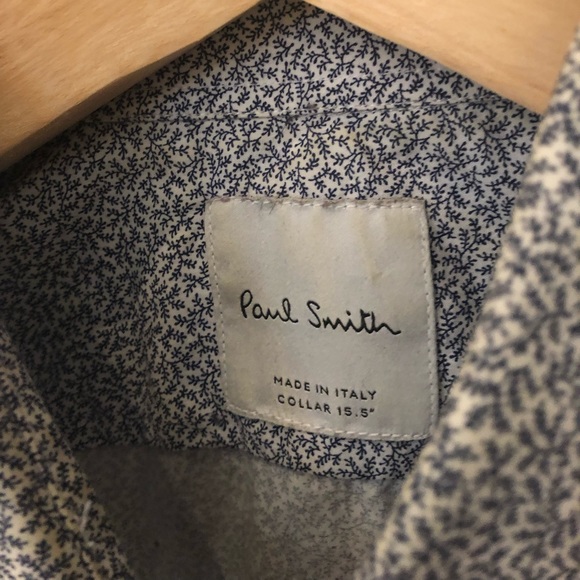 Paul Smith
MADE IN ITALY
COLLAR 15.5"